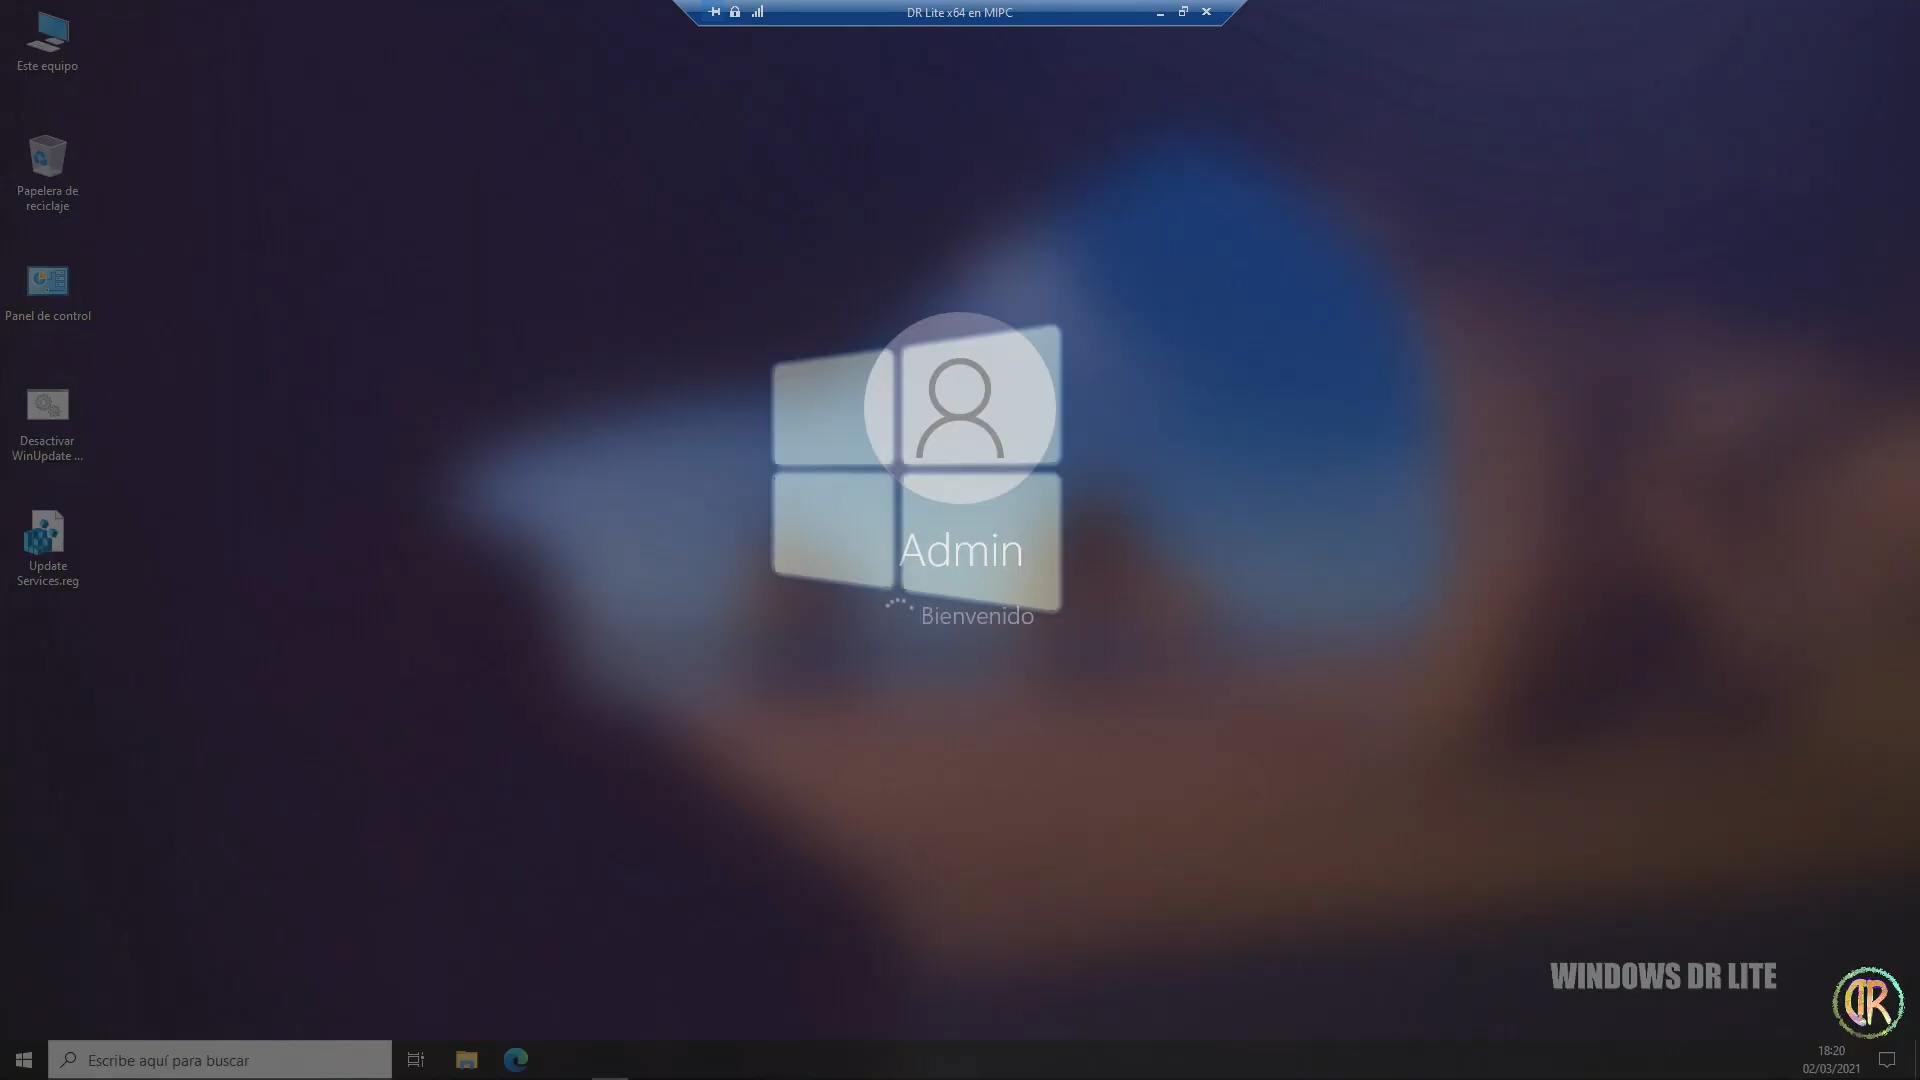 DR Lite x64 en MIPC
Este equipo
Papelera de
reciclaje
Panel de control
Desactivar
WinUpdate ...
Update
Services.reg
Admin
Bienvenido
WINDOWS DR LITE
DR
Escribe aquí para buscar
18:20
02/03/2021